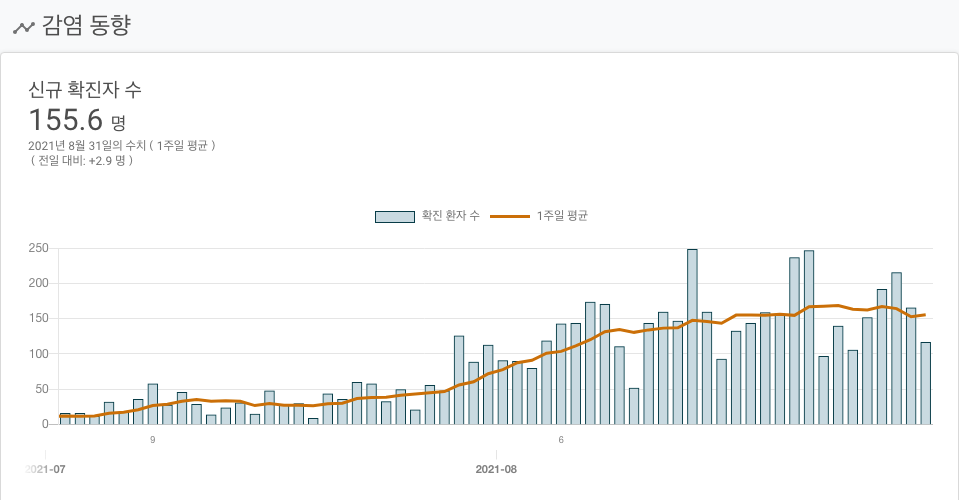 감염 동향
신규 확진자 수
155.6 명
2021년 8월 31일의 수치 ( 1주일 평균 )
( 전일 대비: +2.9 명 )
확진 환자 수 1주일 평균
250
200
150
100
50
0
9 6
2021-07 2021-08